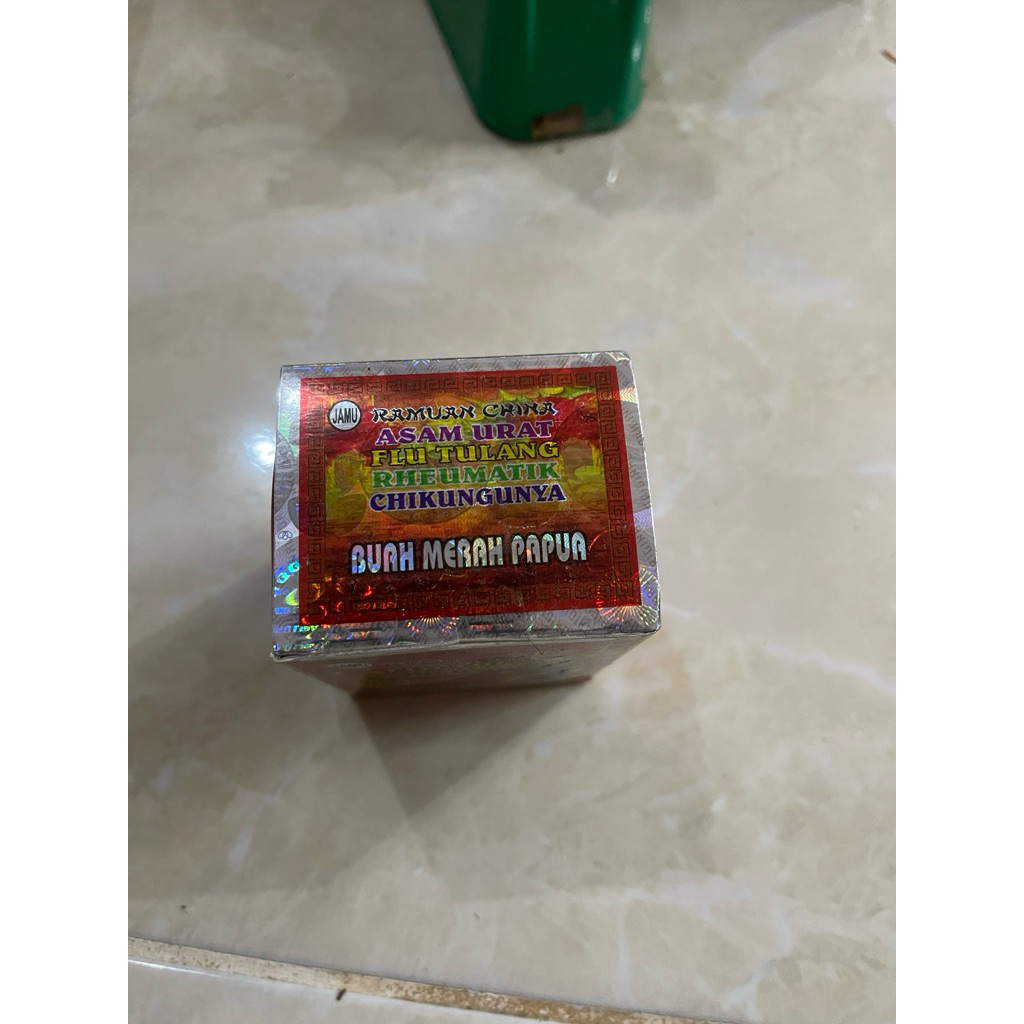 JAMU
RAMUAN CHINA
ASAM URAT
FLU TULANG
RHEUMATIK
CHIKUNGUNYA
BUAH MERAH PAPUA